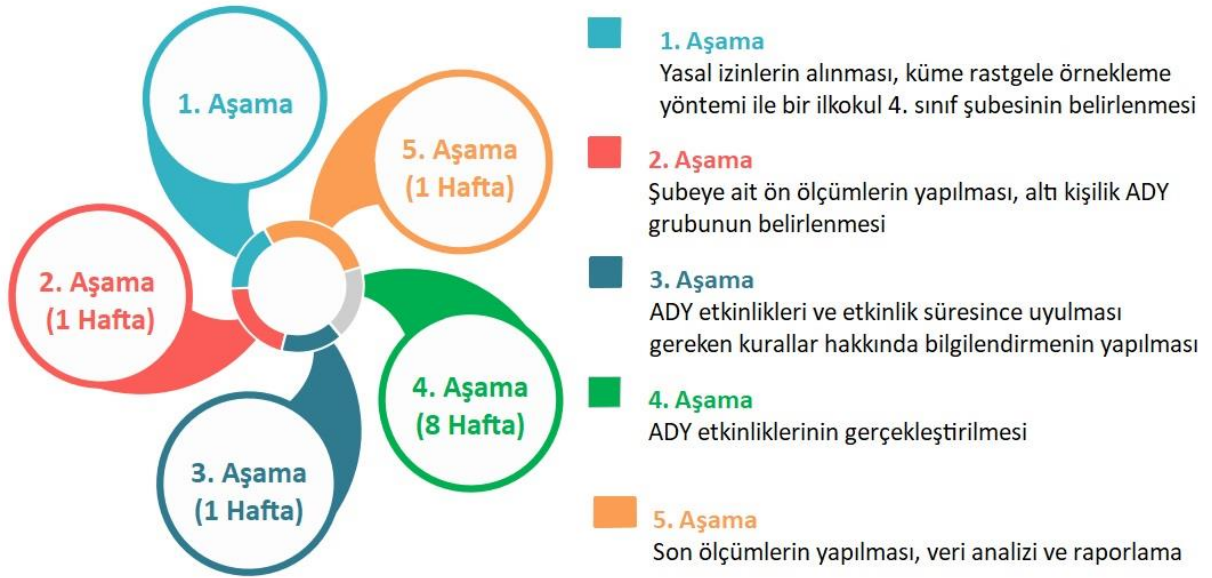 1. Aşama
5. Aşama
(1 Hafta)
2. Aşama
(1 Hafta)
4. Aşama
(8 Hafta)
3. Aşama
(1 Hafta)
1. Aşama
Yasal izinlerin alınması, küme rastgele örnekleme
yöntemi ile bir ilkokul 4. sınıf şubesinin belirlenmesi
2. Aşama
Şubeye ait ön ölçümlerin yapılması, altı kişilik ADY
grubunun belirlenmesi
3. Aşama
ADY etkinlikleri ve etkinlik süresince uyulması
gereken kurallar hakkında bilgilendirmenin yapılması
4. Aşama
ADY etkinliklerinin gerçekleştirilmesi
5. Aşama
Son ölçümlerin yapılması, veri analizi ve raporlama